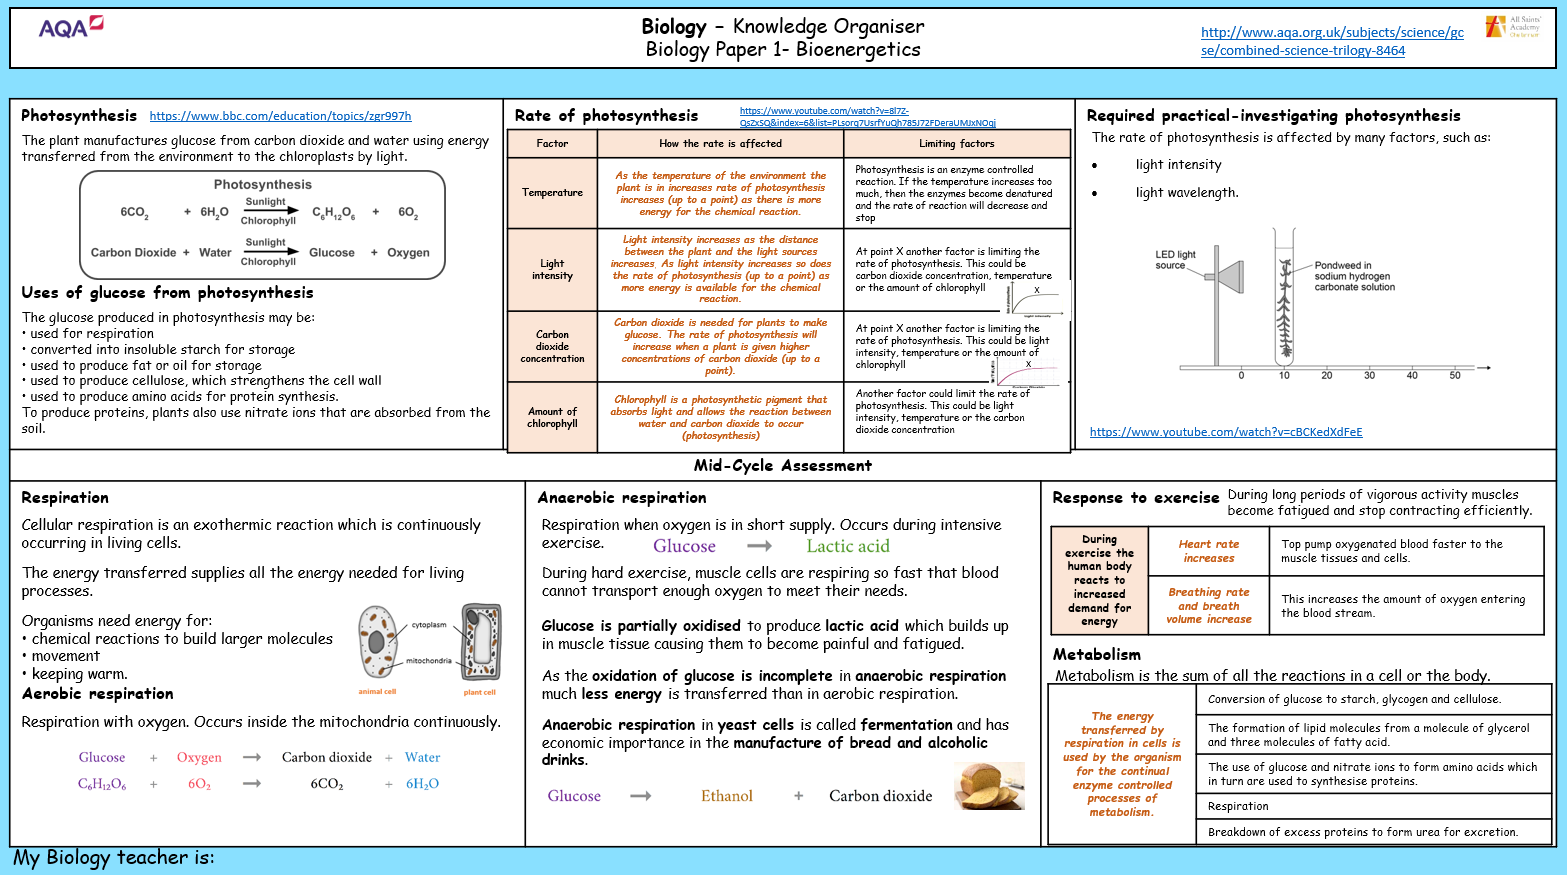 AQA
Biology – Knowledge Organiser
Biology Paper 1- Bioenergetics
http://www.aqa.org.uk/subjects/science/gc
se/combined-science-trilogy-8464
All Saints'
Academy
Cheltenham
Photosynthesis https://www.bbc.com/education/topics/zgr997h
The plant manufactures glucose from carbon dioxide and water using energy
transferred from the environment to the chloroplasts by light.
Photosynthesis
Sunlight
6CO₂ + 6H₂O C₆H₁₂O₆ + 6O₂
Chlorophyll
Sunlight
Carbon Dioxide + Water Glucose + Oxygen
Chlorophyll
Uses of glucose from photosynthesis
The glucose produced in photosynthesis may be:
• used for respiration
• converted into insoluble starch for storage
• used to produce fat or oil for storage
• used to produce cellulose, which strengthens the cell wall
• used to produce amino acids for protein synthesis.
To produce proteins, plants also use nitrate ions that are absorbed from the
soil.
Rate of photosynthesis
https://www.youtube.com/watch?v=8l7Z-
QsZxSQ&index=6&list=PLsorq7UsrfYuQh785J72FDeraUMJxNOqj
Factor How the rate is affected Limiting factors
Temperature
As the temperature of the environment the
plant is in increases rate of photosynthesis
increases (up to a point) as there is more
energy for the chemical reaction.
Photosynthesis is an enzyme controlled
reaction. If the temperature increases too
much, then the enzymes become denatured
and the rate of reaction will decrease and
stop
Light
intensity
Light intensity increases as the distance
between the plant and the light sources
increases. As light intensity increases so does
the rate of photosynthesis (up to a point) as
more energy is available for the chemical
reaction.
At point X another factor is limiting the
rate of photosynthesis. This could be
carbon dioxide concentration, temperature
or the amount of chlorophyll
X
Carbon
dioxide
concentration
Carbon dioxide is needed for plants to make
glucose. The rate of photosynthesis will
increase when a plant is given higher
concentrations of carbon dioxide (up to a
point).
At point X another factor is limiting the
rate of photosynthesis. This could be light
intensity, temperature or the amount of
chlorophyll
X
Amount of
chlorophyll
Chlorophyll is a photosynthetic pigment that
absorbs light and allows the reaction between
water and carbon dioxide to occur
(photosynthesis)
Another factor could limit the rate of
photosynthesis. This could be light
intensity, temperature or the carbon
dioxide concentration
Required practical-investigating photosynthesis
The rate of photosynthesis is affected by many factors, such as:
• light intensity
• light wavelength.
LED light
source
Pondweed in
sodium hydrogen
carbonate solution
0 10 20 30 40 50
https://www.youtube.com/watch?v=cBCKedXdFeE
Mid-Cycle Assessment
Respiration
Cellular respiration is an exothermic reaction which is continuously
occurring in living cells.
The energy transferred supplies all the energy needed for living
processes.
Organisms need energy for:
• chemical reactions to build larger molecules
• movement
• keeping warm.
cytoplasm
mitochondria
animal cell
plant cell
Aerobic respiration
Respiration with oxygen. Occurs inside the mitochondria continuously.
Glucose + Oxygen → Carbon dioxide + Water
C₆H₁₂O₆ + 6O₂ → 6CO₂ + 6H₂O
Anaerobic respiration
Respiration when oxygen is in short supply. Occurs during intensive
exercise.
Glucose → Lactic acid
During hard exercise, muscle cells are respiring so fast that blood
cannot transport enough oxygen to meet their needs.
Glucose is partially oxidised to produce lactic acid which builds up
in muscle tissue causing them to become painful and fatigued.
As the oxidation of glucose is incomplete in anaerobic respiration
much less energy is transferred than in aerobic respiration.
Anaerobic respiration in yeast cells is called fermentation and has
economic importance in the manufacture of bread and alcoholic
drinks.
Glucose → Ethanol + Carbon dioxide
Response to exercise
During long periods of vigorous activity muscles
become fatigued and stop contracting efficiently.
During
exercise the
human body
reacts to
increased
demand for
energy
Heart rate
increases
Top pump oxygenated blood faster to the
muscle tissues and cells.
Breathing rate
and breath
volume increase
This increases the amount of oxygen entering
the blood stream.
Metabolism
Metabolism is the sum of all the reactions in a cell or the body.
The energy
transferred by
respiration in cells is
used by the organism
for the continual
enzyme controlled
processes of
metabolism.
Conversion of glucose to starch, glycogen and cellulose.
The formation of lipid molecules from a molecule of glycerol
and three molecules of fatty acid.
The use of glucose and nitrate ions to form amino acids which
in turn are used to synthesise proteins.
Respiration
Breakdown of excess proteins to form urea for excretion.
My Biology teacher is: